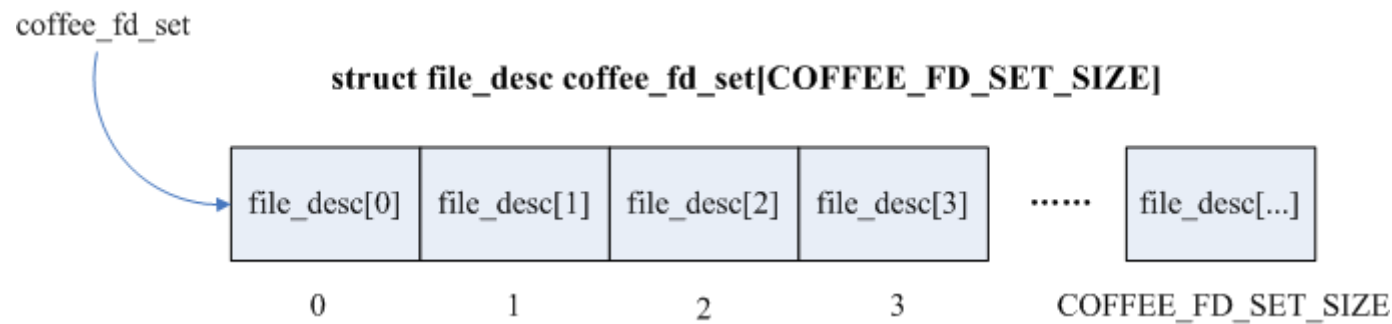 coffee_fd_set
struct file_desc coffee_fd_set[COFFEE_FD_SET_SIZE]
file_desc[0] file_desc[1] file_desc[2] file_desc[3] ...... file_desc[...]
0 1 2 3 COFFEE_FD_SET_SIZE